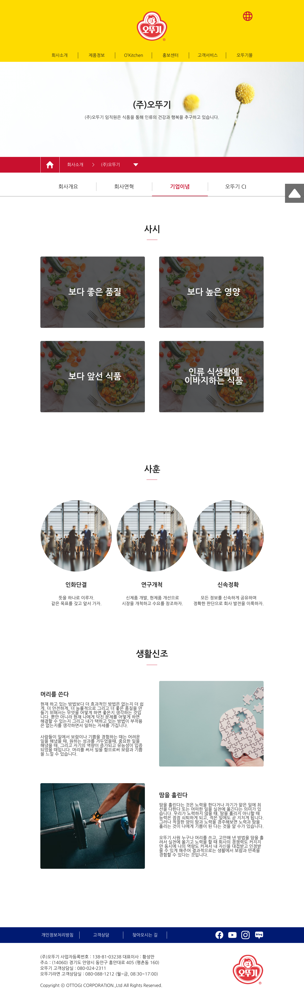 오뚜기
®
회사소개
제품정보
O'Kitchen
홍보센터
고객서비스
오뚜기몰
(주)오뚜기
(주)오뚜기 임직원은 식품을 통해 인류의 건강과 행복을 추구하고 있습니다.
회사소개 > (주)오뚜기
회사개요
회사연혁
기업이념
오뚜기 CI
사시
보다 좋은 품질
보다 높은 영양
보다 앞선 식품
인류 식생활에
이바지하는 식품
사훈
인화단결
뜻을 하나로 이루자.
같은 목표를 갖고 앞서 가자.
연구개척
신제품 개발, 현제품 개선으로
시장을 개척하고 수요를 창조하자.
신속정확
모든 정보를 신속하게 공유하며
정확한 판단으로 회사 발전을 이룩하자.
생활신조
머리를 쓴다
현재 하고 있는 방법보다 더 효과적인 방법은 없는지 더 쉽
게, 더 안전하게, 더 능률적으로 그리고 더 좋은 품질을 만
들기 위해서는 무엇을 어떻게 하면 좋은지 생각하는 것입
니다. 뿐만 아니라 현재 나에게 닥친 문제를 어떻게 하면
해결할 수 있는지 그리고 내가 택하고 있는 방법이 부작용
은 없는지를 생각하면서 일하는 자세를 가집니다.
사람들이 일에서 보람이나 기쁨을 경험하는 때는 어려운
일을 해냈을 때, 원하는 성과를 거두었을때, 중요한 일을
해냈을 때, 그리고 자기의 역량이 증가되고 유능성이 입증
되었을 때입니다. 머리를 써서 일을 함으로써 보람과 기쁨
을 느낄 수 있습니다.
땀을 흘린다
땀을 흘린다는 것은 노력을 한다거나 자기가 맡은 일에 최
선을 다한다 또는 어떠한 일을 실천에 옮긴다는 의미가 있
습니다. 우리가 노력하지 않을 때, 땀을 흘리지 아니할 때
능력은 점점 쇠퇴하게 되고, 적은 일에도 곧 지치게 됩니다.
그러나 적절한 양의 땀과 노력을 경주해보면 노력과 땀을
흘리는 것이 나에게 기쁨이 된 다는 것을 알 수가 있습니다.
오뚜기 사원 누구나 머리를 쓰고, 고안해 낸 방법을 땀을 흘
려서 실천에 옮기고 노력을 할 때 회사의 경쟁력도 커지지
만 동시에 나의 역량도 커져서 내 자신을 대접받고 인정받
을 수 있게 해주어 결과적으로는 생활에서 보람과 만족을
경험할 수 있다는 것입니다.
개인정보처리방침
고객상담
찾아오시는 길
blog
(주)오뚜기 사업자등록번호 : 138-81-03238 대표이사 : 황성만
주소 : (14060) 경기도 안양시 동안구 흥안대로 405 (평촌동 160)
오뚜기 고객상담실 : 080-024-2311
오뚜기라면 고객상담실 : 080-088-1212 (월~금, 08:30~17:00)
Copyright ⓒ OTTOGI CORPORATION.,Ltd All Rights Reserved.
오뚜기
®